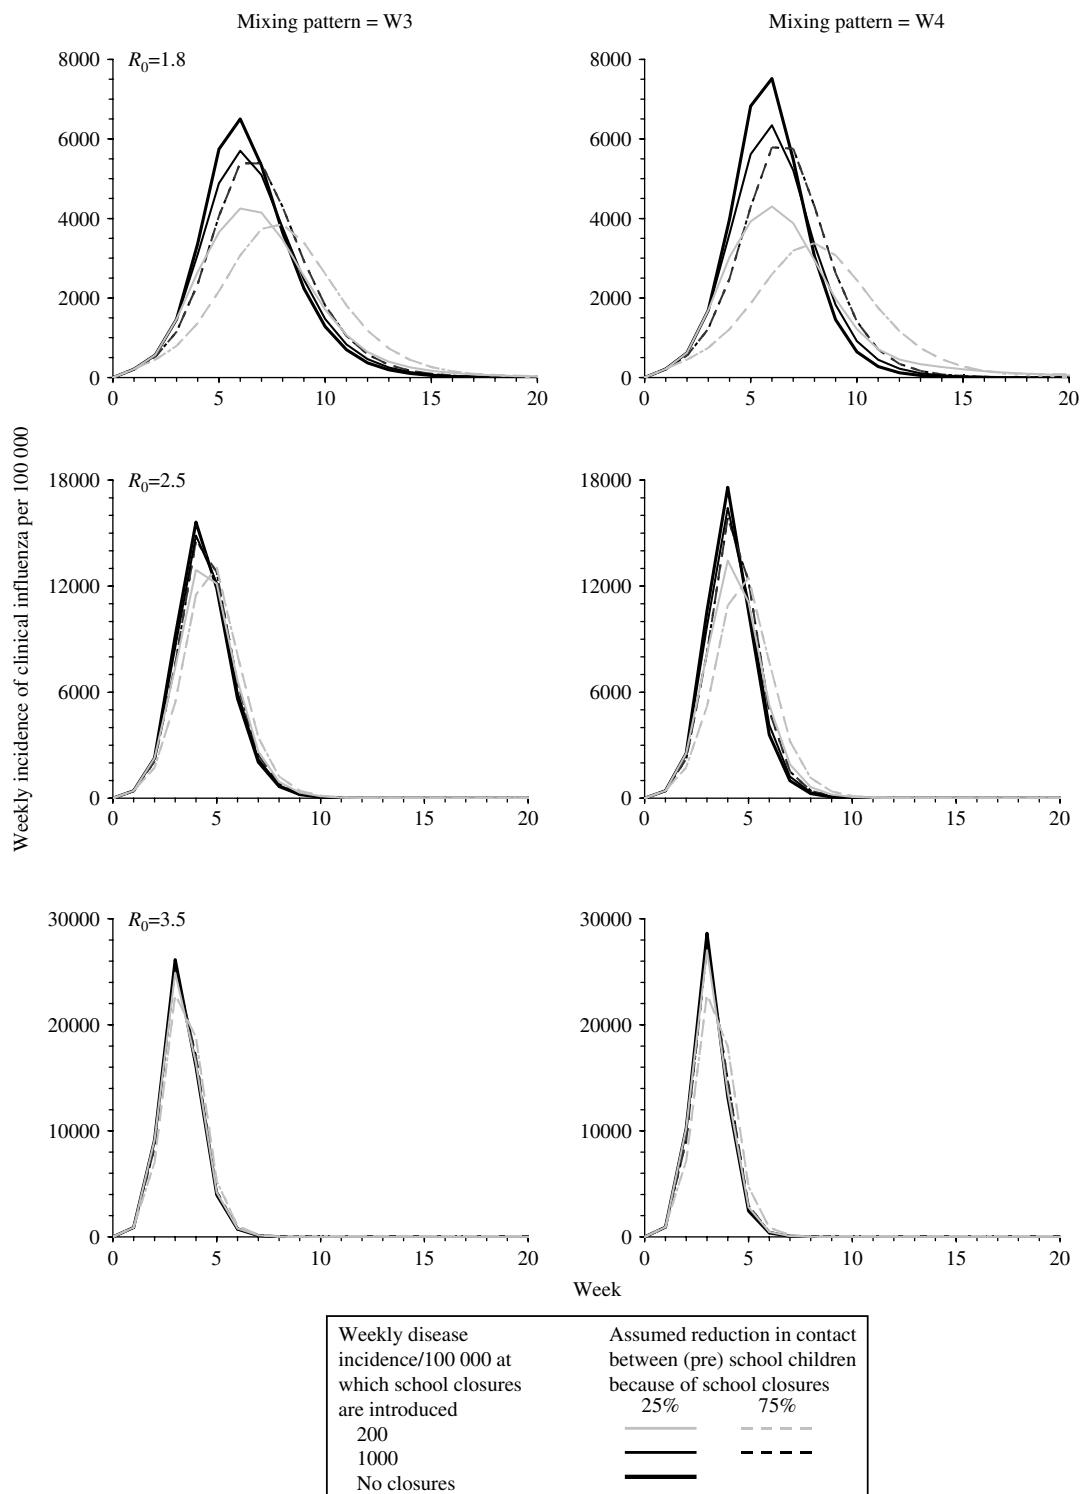 Mixing pattern = W3
Mixing pattern = W4
Weekly incidence of clinical influenza per 100 000
R0=1.8
8000
6000
4000
2000
0
0 5 10 15 20
8000
6000
4000
2000
0
0 5 10 15 20
R0=2.5
18000
12000
6000
0
0 5 10 15 20
18000
12000
6000
0
0 5 10 15 20
R0=3.5
30000
20000
10000
0
0 5 10 15 20
30000
20000
10000
0
0 5 10 15 20
Week
Weekly disease
incidence/100 000 at
which school closures
are introduced
200
1000
No closures
Assumed reduction in contact
between (pre) school children
because of school closures
25% 75%